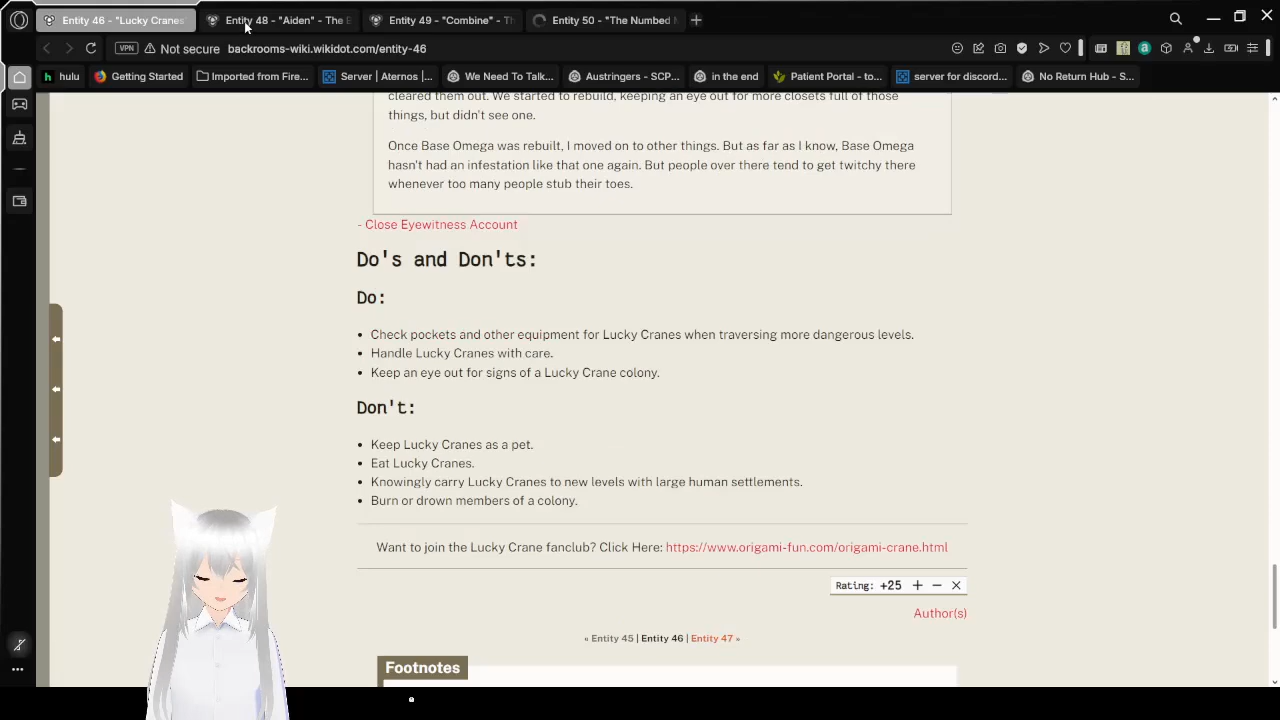 Entity 46 - "Lucky Cranes"
Entity 48 - "Aiden" - The B
Entity 49 - "Combine" - Th
Entity 50 - "The Numbed M
VPN
Not secure
backrooms-wiki.wikidot.com/entity-46
hulu
Getting Started
Imported from Fire...
Server | Aternos |...
We Need To Talk...
Austringers - SCP...
in the end
Patient Portal - to...
server for discord...
No Return Hub - S...
cleared them out. We started to rebuild, keeping an eye out for more closets full of those
things, but didn't see one.
Once Base Omega was rebuilt, I moved on to other things. But as far as I know, Base Omega
hasn't had an infestation like that one again. But people over there tend to get twitchy there
whenever too many people stub their toes.
- Close Eyewitness Account
Do's and Don'ts:
Do:
• Check pockets and other equipment for Lucky Cranes when traversing more dangerous levels.
• Handle Lucky Cranes with care.
• Keep an eye out for signs of a Lucky Crane colony.
Don't:
• Keep Lucky Cranes as a pet.
• Eat Lucky Cranes.
• Knowingly carry Lucky Cranes to new levels with large human settlements.
• Burn or drown members of a colony.
Want to join the Lucky Crane fanclub? Click Here: https://www.origami-fun.com/origami-crane.html
Rating: +25 + − ×
Author(s)
« Entity 45 | Entity 46 | Entity 47 »
Footnotes